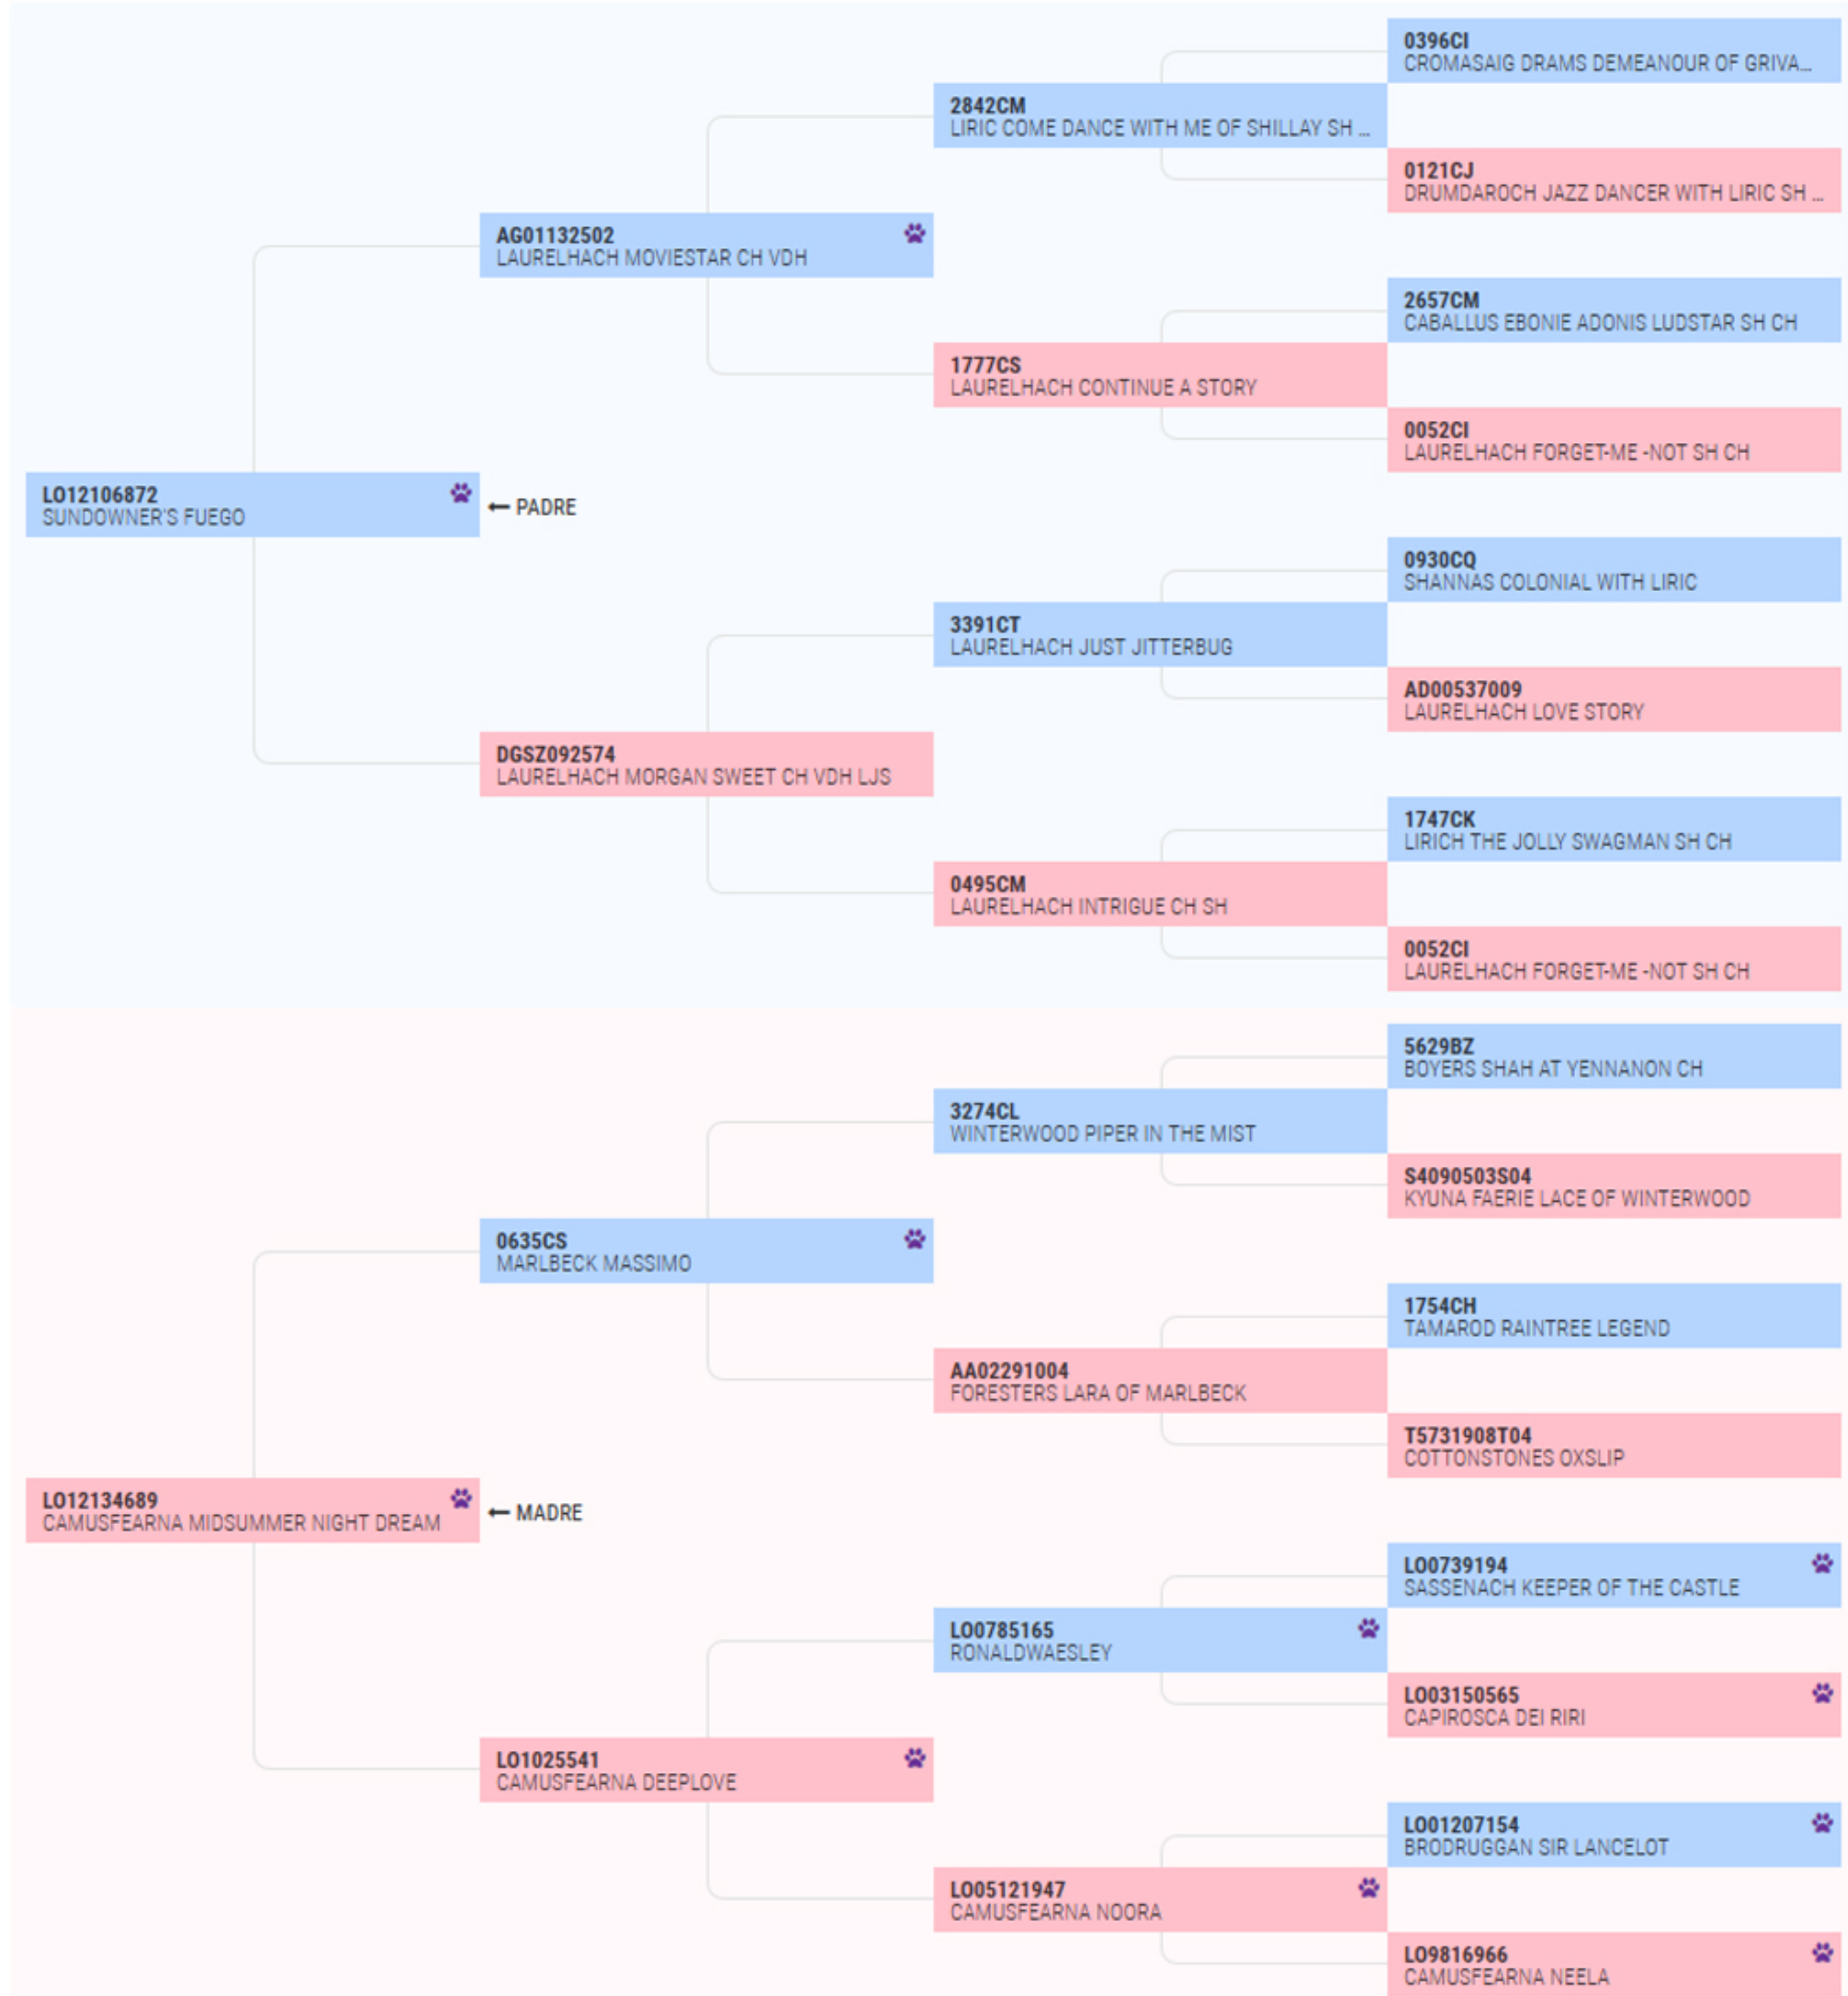 0396CI
CROMASAIG DRAMS DEMEANOUR OF GRIVA...
2842CM
LIRIC COME DANCE WITH ME OF SHILLAY SH ...
0121CJ
DRUMDAROCH JAZZ DANCER WITH LIRIC SH ...
AG01132502
LAURELHACH MOVIESTAR CH VDH
2657CM
CABALLUS EBONIE ADONIS LUDSTAR SH CH
1777CS
LAURELHACH CONTINUE A STORY
0052CI
LAURELHACH FORGET-ME -NOT SH CH
LO12106872
SUNDOWNER'S FUEGO
← PADRE
0930CQ
SHANNAS COLONIAL WITH LIRIC
3391CT
LAURELHACH JUST JITTERBUG
AD00537009
LAURELHACH LOVE STORY
DGSZ092574
LAURELHACH MORGAN SWEET CH VDH LJS
1747CK
LIRICH THE JOLLY SWAGMAN SH CH
0495CM
LAURELHACH INTRIGUE CH SH
0052CI
LAURELHACH FORGET-ME -NOT SH CH
5629BZ
BOYERS SHAH AT YENNANON CH
3274CL
WINTERWOOD PIPER IN THE MIST
S4090503S04
KYUNA FAERIE LACE OF WINTERWOOD
0635CS
MARLBECK MASSIMO
1754CH
TAMAROD RAINTREE LEGEND
AA02291004
FORESTERS LARA OF MARLBECK
T5731908T04
COTTONSTONES OXSLIP
LO12134689
CAMUSFEARNA MIDSUMMER NIGHT DREAM
← MADRE
LO0739194
SASSENACH KEEPER OF THE CASTLE
LO0785165
RONALDWAESLEY
LO03150565
CAPIROSCA DEI RIRI
LO1025541
CAMUSFEARNA DEEPLOVE
LO01207154
BRODRUGGAN SIR LANCELOT
LO05121947
CAMUSFEARNA NOORA
LO9816966
CAMUSFEARNA NEELA